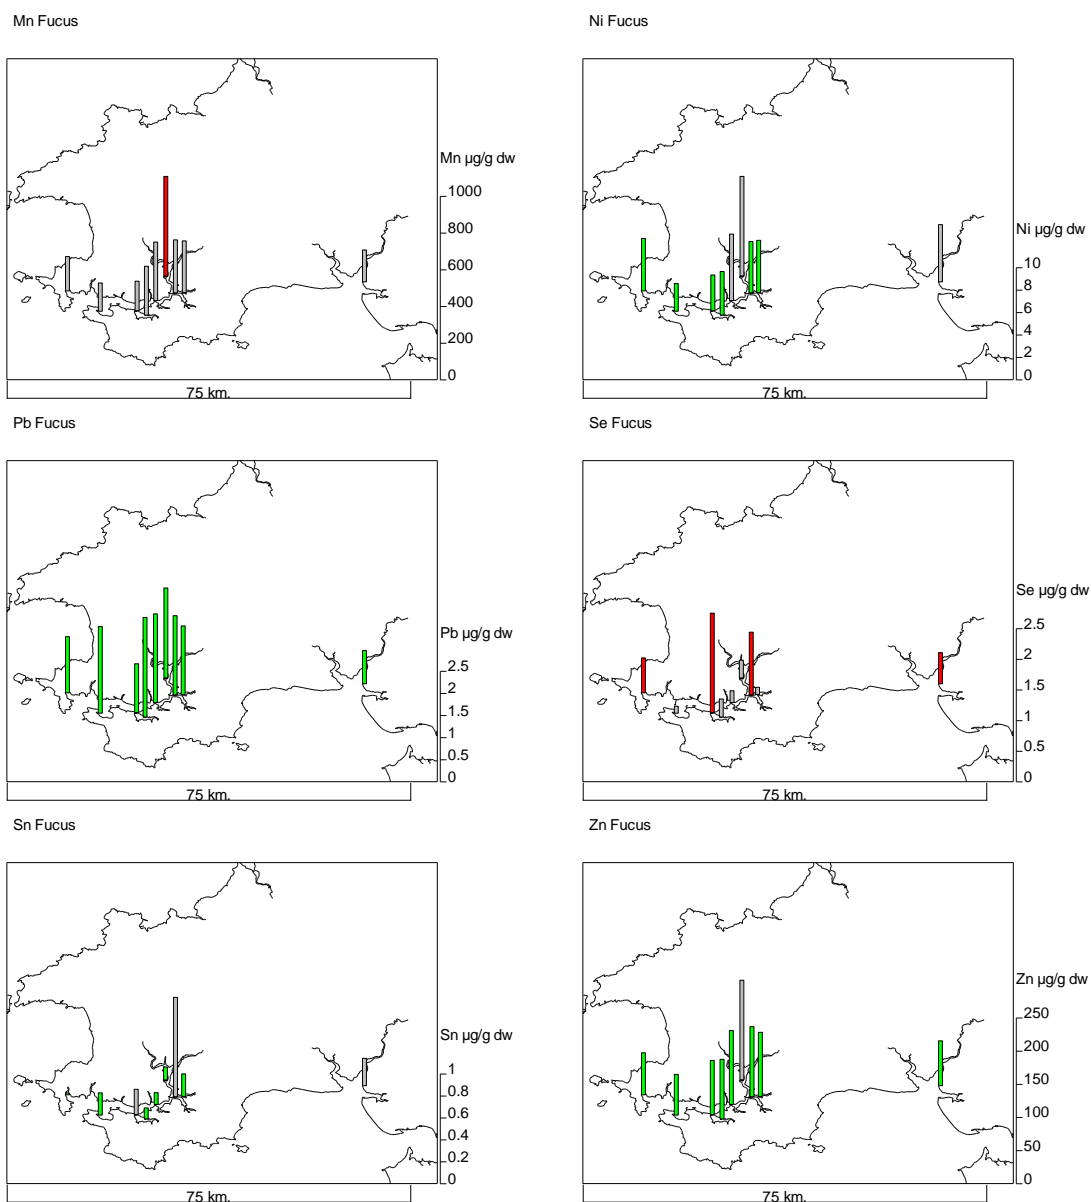 Mn Fucus
Ni Fucus
Mn µg/g dw
1000
800
600
400
200
0
75 km.
Ni µg/g dw
10
8
6
4
2
0
75 km.
Pb Fucus
Se Fucus
Pb µg/g dw
2.5
2
1.5
1
0.5
0
75 km.
Se µg/g dw
2.5
2
1.5
1
0.5
0
75 km.
Sn Fucus
Zn Fucus
Sn µg/g dw
1
0.8
0.6
0.4
0.2
0
75 km.
Zn µg/g dw
250
200
150
100
50
0
75 km.